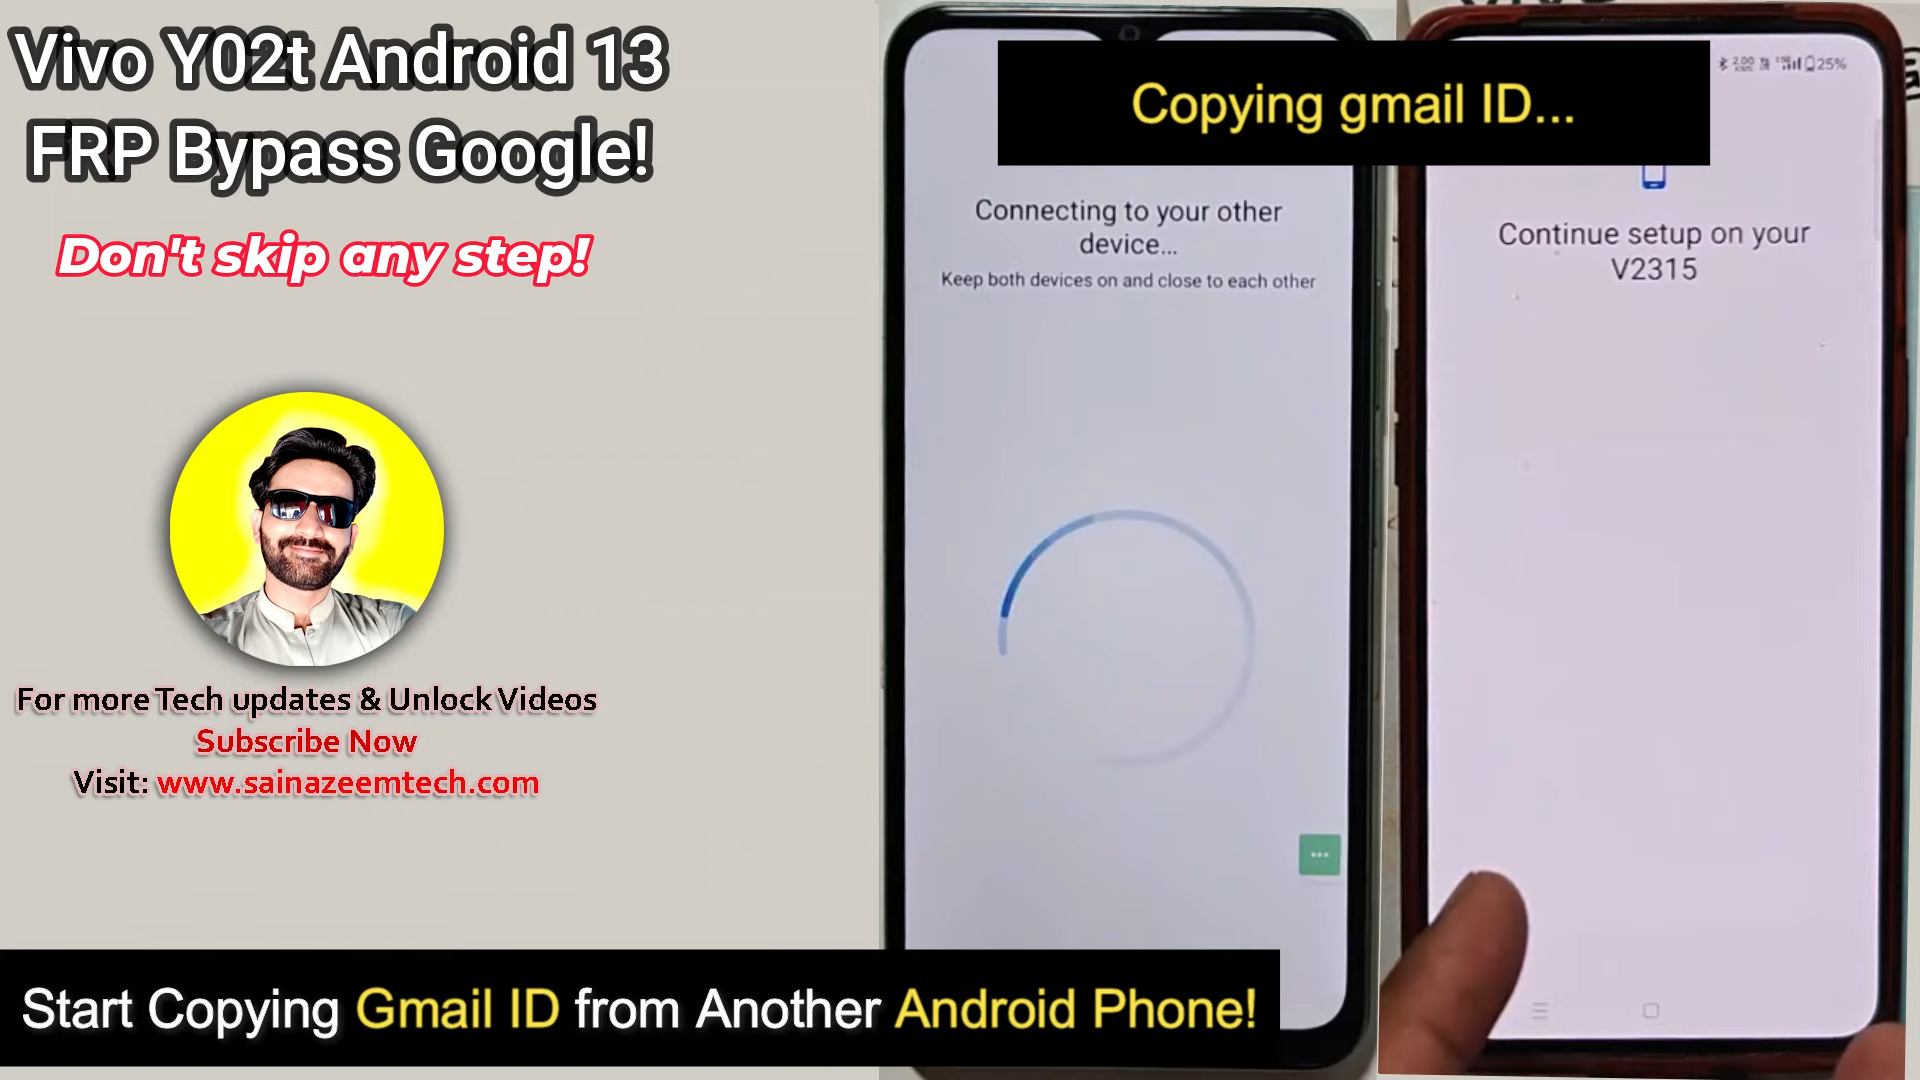 Vivo Y02t Android 13
FRP Bypass Google!
Don't skip any step!
For more Tech updates & Unlock Videos
Subscribe Now
Visit: www.sainazeemtech.com
Copying gmail ID...
Connecting to your other
device...
Keep both devices on and close to each other
25%
Continue setup on your
V2315
Start Copying Gmail ID from Another Android Phone!